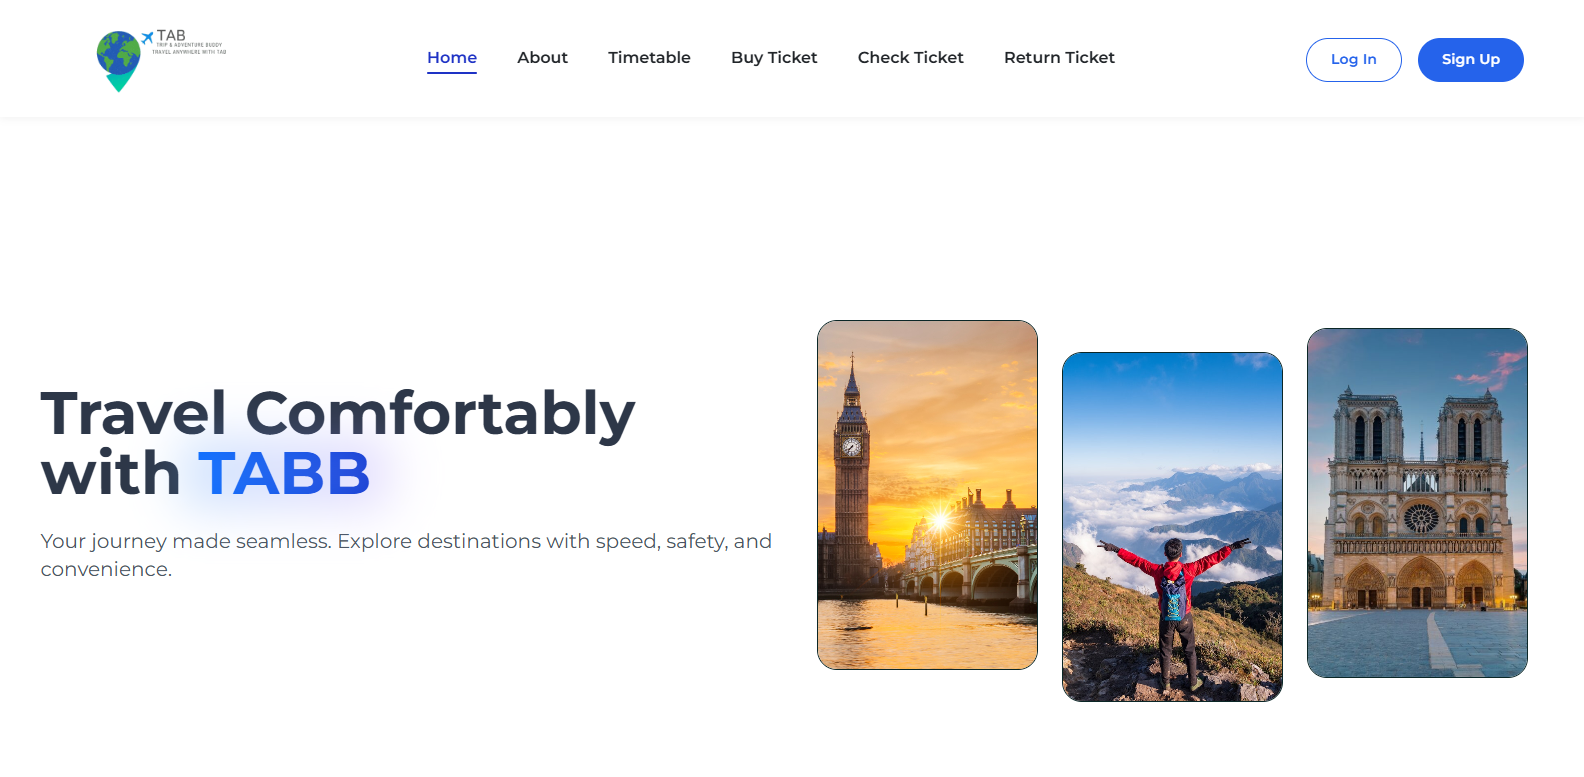 TAB
TRIP & ADVENTURE BUDDY
TRAVEL ANYWHERE WITH TAB
Home
About
Timetable
Buy Ticket
Check Ticket
Return Ticket
Log In
Sign Up
Travel Comfortably
with TABB
Your journey made seamless. Explore destinations with speed, safety, and
convenience.